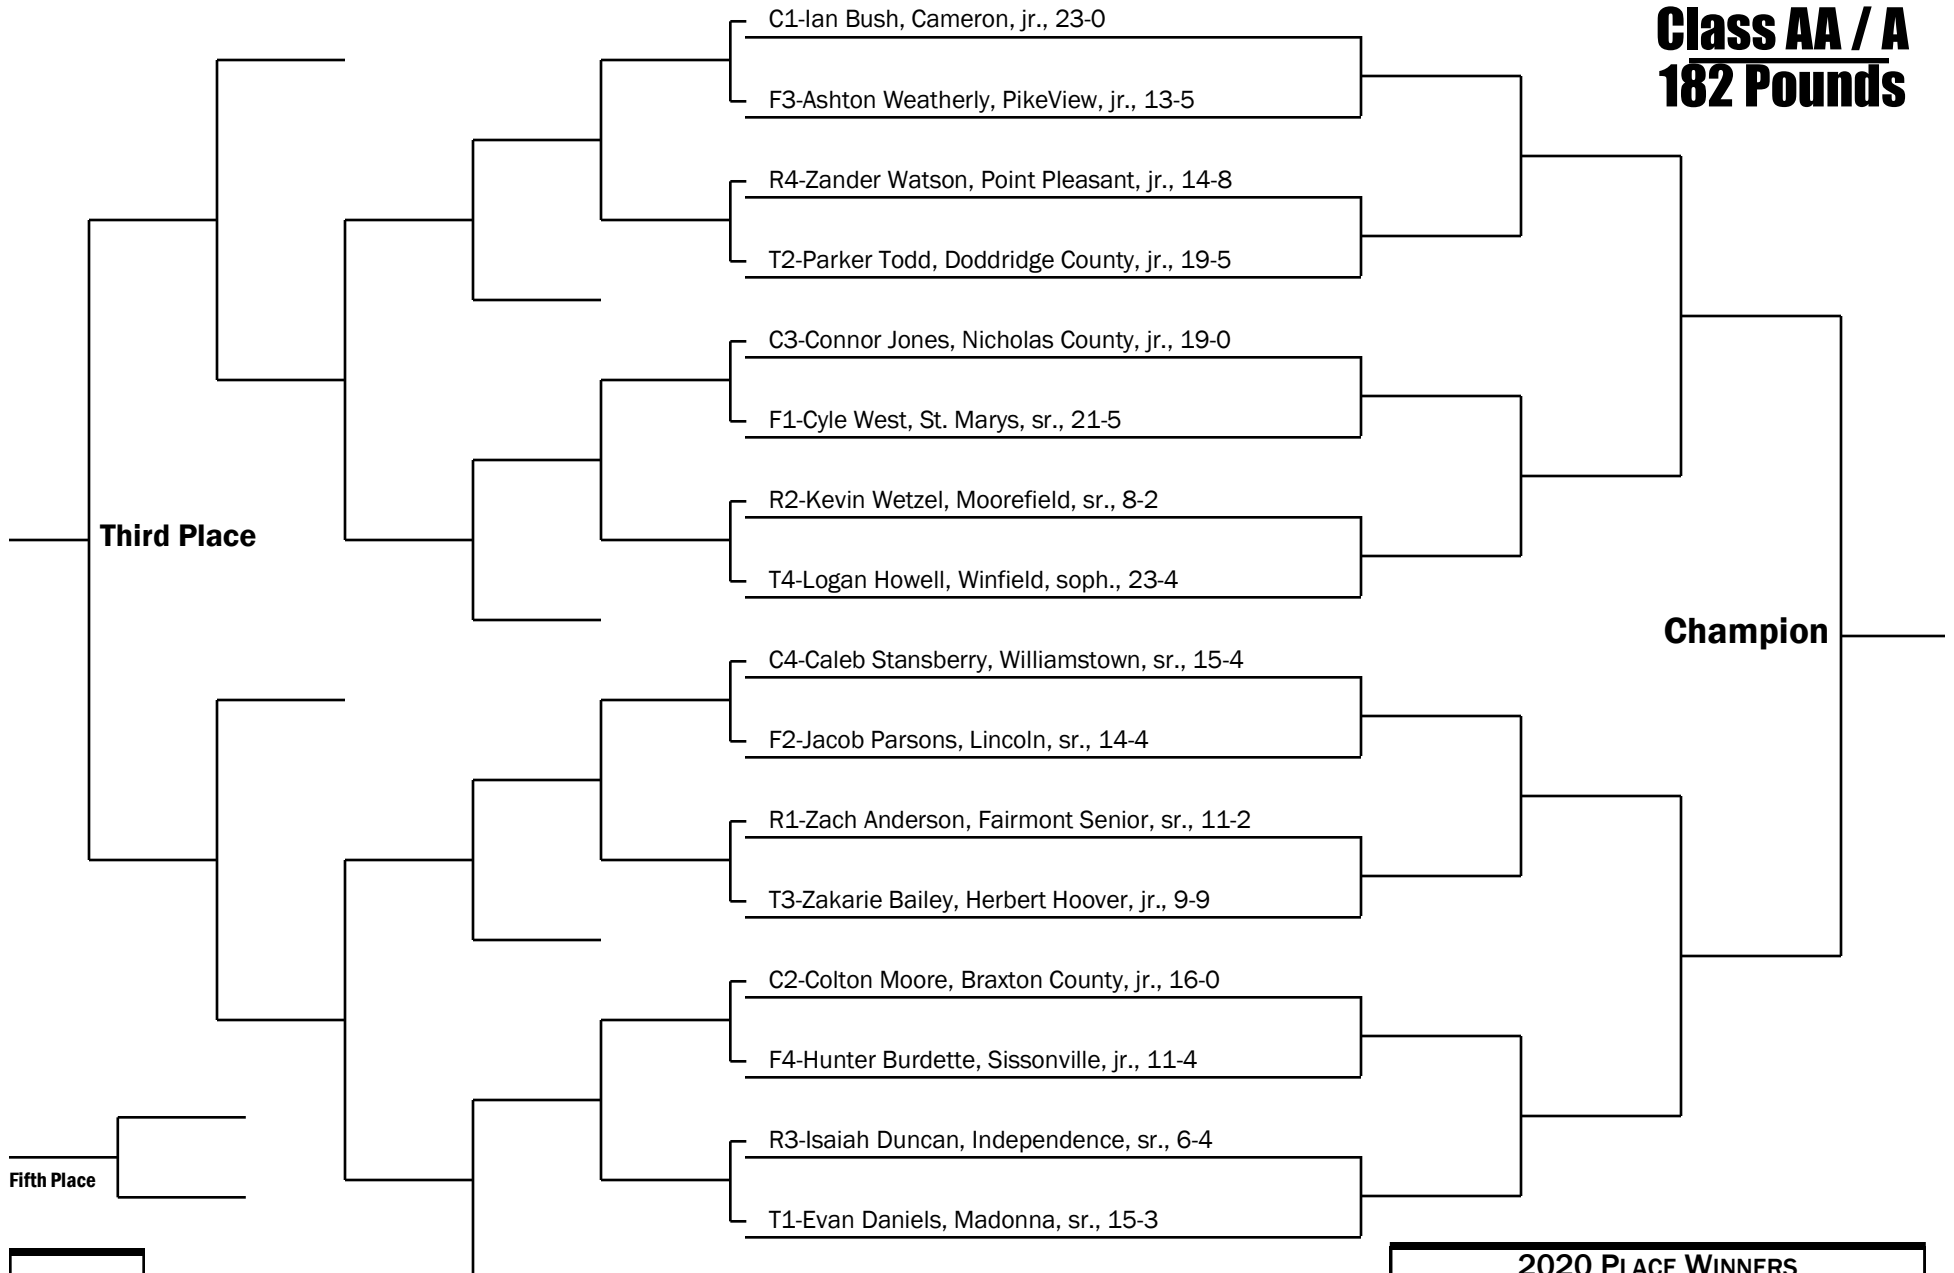 Class AA / A
182 Pounds
C1-Ian Bush, Cameron, jr., 23-0
F3-Ashton Weatherly, PikeView, jr., 13-5
R4-Zander Watson, Point Pleasant, jr., 14-8
T2-Parker Todd, Doddridge County, jr., 19-5
C3-Connor Jones, Nicholas County, jr., 19-0
F1-Cyle West, St. Marys, sr., 21-5
R2-Kevin Wetzel, Moorefield, sr., 8-2
Third Place
T4-Logan Howell, Winfield, soph., 23-4
Champion
C4-Caleb Stansberry, Williamstown, sr., 15-4
F2-Jacob Parsons, Lincoln, sr., 14-4
R1-Zach Anderson, Fairmont Senior, sr., 11-2
T3-Zakarie Bailey, Herbert Hoover, jr., 9-9
C2-Colton Moore, Braxton County, jr., 16-0
F4-Hunter Burdette, Sissonville, jr., 11-4
R3-Isaiah Duncan, Independence, sr., 6-4
Fifth Place
T1-Evan Daniels, Madonna, sr., 15-3
2020 PLACE WINNERS